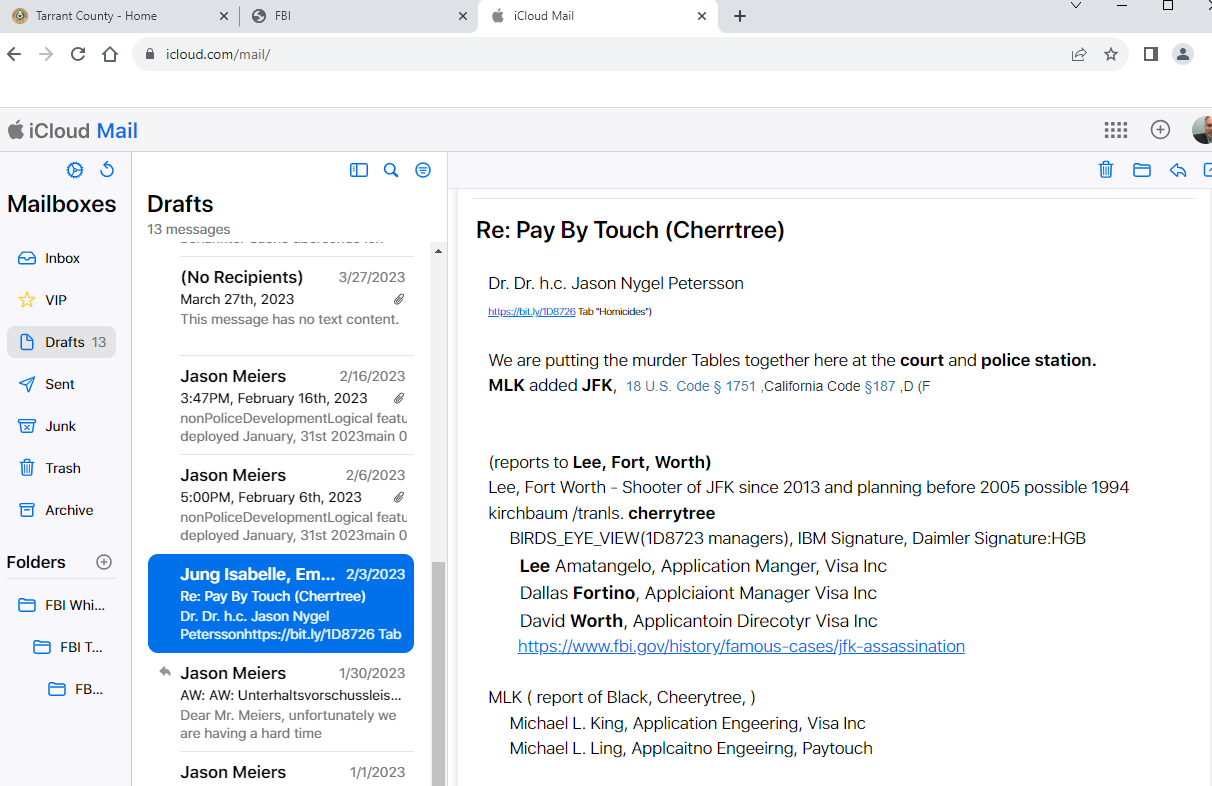 Tarrant County - Home
FBI
iCloud Mail
icloud.com/mail/
iCloud Mail
Mailboxes
Inbox
VIP
Drafts 13
Sent
Junk
Trash
Archive
Folders
FBI Whi...
FBI T...
FB...
Drafts
13 messages
(No Recipients) 3/27/2023
March 27th, 2023
This message has no text content.
Jason Meiers 2/16/2023
3:47PM, February 16th, 2023
nonPoliceDevelopmentLogical featu
deployed January, 31st 2023main 0
Jason Meiers 2/6/2023
5:00PM, February 6th, 2023
nonPoliceDevelopmentLogical featu
deployed January, 31st 2023main 0
Jung Isabelle, Em... 2/3/2023
Re: Pay By Touch (Cherrtree)
Dr. Dr. h.c. Jason Nygel
Peterssonhttps://bit.ly/1D8726 Tab
Jason Meiers 1/30/2023
AW: AW: Unterhaltsvorschussleis...
Dear Mr. Meiers, unfortunately we
are having a hard time
Jason Meiers 1/1/2023
Re: Pay By Touch (Cherrtree)
Dr. Dr. h.c. Jason Nygel Petersson
https://bit.ly/1D8726 Tab "Homicides")
We are putting the murder Tables together here at the court and police station.
MLK added JFK, 18 U.S. Code § 1751 ,California Code §187 ,D (F
(reports to Lee, Fort, Worth)
Lee, Fort Worth - Shooter of JFK since 2013 and planning before 2005 possible 1994
kirchbaum /tranls. cherrytree
BIRDS_EYE_VIEW(1D8723 managers), IBM Signature, Daimler Signature:HGB
Lee Amatangelo, Application Manger, Visa Inc
Dallas Fortino, Applciaiont Manager Visa Inc
David Worth, Applicantoin Direcotyr Visa Inc
https://www.fbi.gov/history/famous-cases/jfk-assassination
MLK ( report of Black, Cheerytree, )
Michael L. King, Application Engeering, Visa Inc
Michael L. Ling, Applcaitno Engeeirng, Paytouch